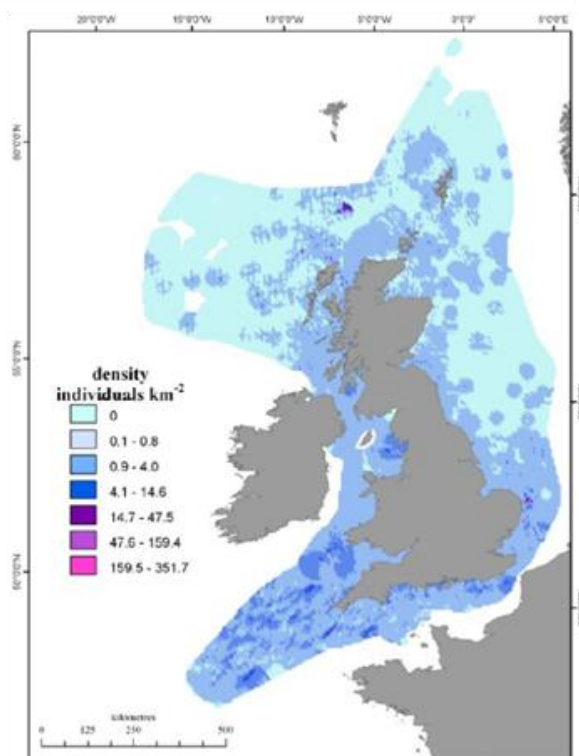 20°0'0"W 15°0'0"W 10°0'0"W 5°0'0"W 0°0'0" 5°0'0"E
60°0'0"N
55°0'0"N
50°0'0"N
density
individuals km-2
0
0.1 - 0.8
0.9 - 4.0
4.1 - 14.6
14.7 - 47.5
47.6 - 159.4
159.5 - 351.7
kilometres
0 125 250 500